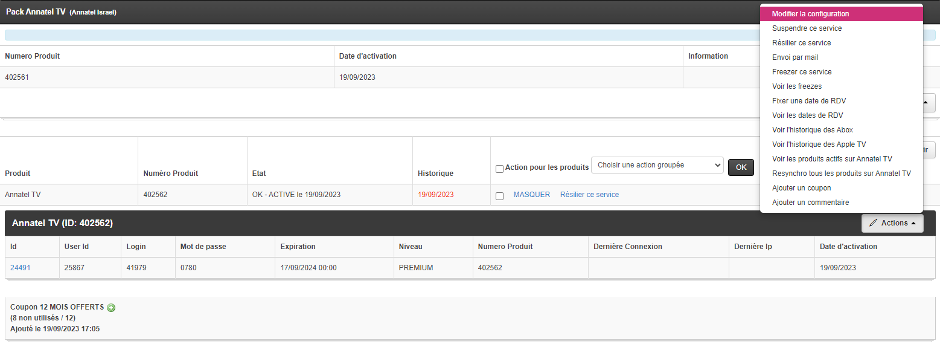 Pack Annatel TV (Annatel Israel)
Modifier la configuration
Suspendre ce service
Résilier ce service
Envoi par mail
Freezer ce service
Voir les freezes
Fixer une date de RDV
Voir les dates de RDV
Voir l'historique des Abox
Voir l'historique des Apple TV
Voir les produits actifs sur Annatel TV
Resynchro tous les produits sur Annatel TV
Ajouter un coupon
Ajouter un commentaire
Numero Produit Date d'activation Information
402561 19/09/2023
Produit Numéro Produit Etat Historique Action pour les produits Choisir une action groupée OK
Annatel TV 402562 OK - ACTIVE le 19/09/2023 19/09/2023 MASQUER Résilier ce service
Annatel TV (ID: 402562) Actions
Id User Id Login Mot de passe Expiration Niveau Numero Produit Dernière Connexion Dernière Ip Date d'activation
24491 25867 41979 0780 17/09/2024 00:00 PREMIUM 402562 19/09/2023
Coupon 12 MOIS OFFERTS
(8 non utilisés / 12)
Ajouté le 19/09/2023 17:05